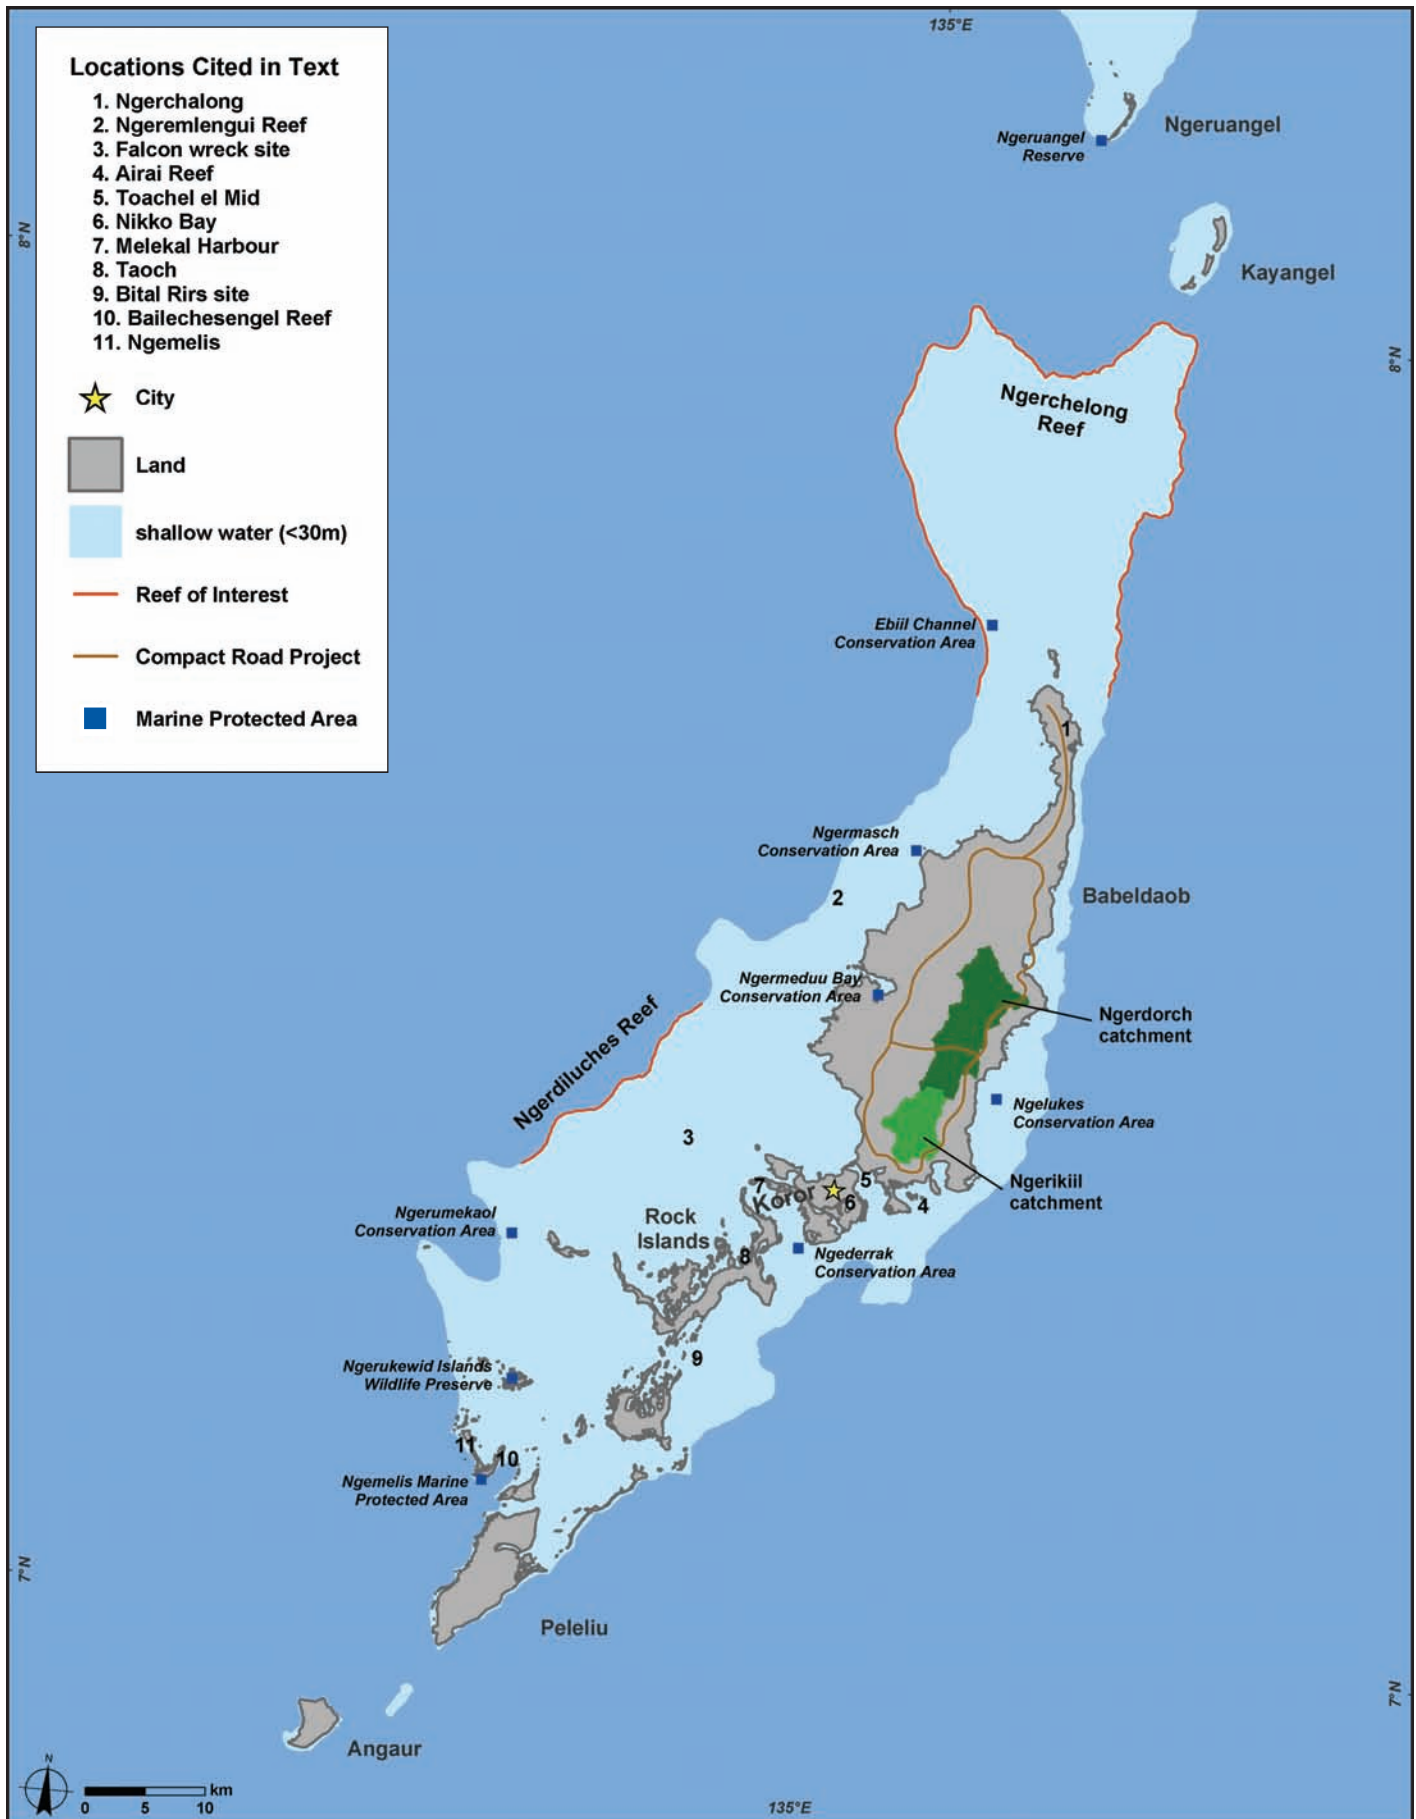 Locations Cited in Text
1. Ngerchalong
2. Ngeremlengui Reef
3. Falcon wreck site
4. Airai Reef
5. Toachel el Mid
6. Nikko Bay
7. Melekal Harbour
8. Taoch
9. Bital Rirs site
10. Bailechesengel Reef
11. Ngemelis
City
Land
shallow water (<30m)
Reef of Interest
Compact Road Project
Marine Protected Area
135°E
Ngeruangel
Reserve
Ngeruangel
8°N
Kayangel
8°N
Ngerchelong
Reef
Ebiil Channel
Conservation Area
1
Ngermasch
Conservation Area
2
Babeldaob
Ngermeduu Bay
Conservation Area
Ngerdorch
catchment
Ngerdiluches Reef
Ngelukes
Conservation Area
3
Ngerikiil
catchment
7
Koror
5
6
4
Ngerumekaol
Conservation Area
Rock
Islands
8
Ngederrak
Conservation Area
9
Ngerukewid Islands
Wildlife Preserve
11
10
Ngemelis Marine
Protected Area
7°N
Peleliu
7°N
Angaur
N
km
0 5 10
135°E